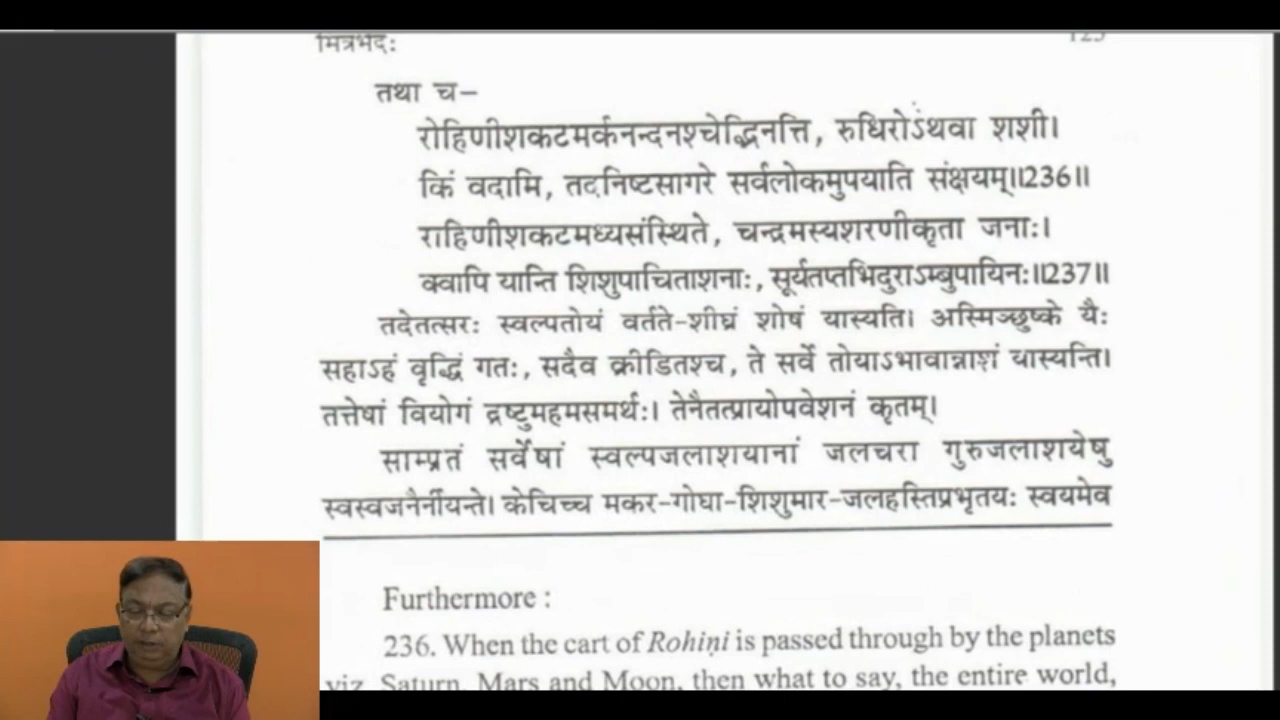 मित्रभेदः
तथा च–
रोहिणीशकटमर्कनन्दनश्चेद्भिनत्ति, रुधिरोऽथवा शशी।
किं वदामि, तदनिष्टसागरे सर्वलोकमुपयाति संक्षयम्॥236॥
राहिणीशकटमध्यसंस्थिते, चन्द्रमस्यशरणीकृता जनाः।
क्वापि यान्ति शिशुपाचिताशनाः, सूर्यतप्तभिदुराऽम्बुपायिनः॥237॥
तदेतत्सरः स्वल्पतोयं वर्तते-शीघ्रं शोषं यास्यति। अस्मिञ्छुष्के यैः
सहाऽहं वृद्धिं गतः, सदैव क्रीडितश्च, ते सर्वे तोयाऽभावान्नाशं यास्यन्ति।
तत्तेषां वियोगं द्रष्टुमहमसमर्थः। तेनैतत्प्रायोपवेशनं कृतम्।
साम्प्रतं सर्वेषां स्वल्पजलाशयानां जलचरा गुरुजलाशयेषु
स्वस्वजनैर्नीयन्ते। केचिच्च मकर-गोघा-शिशुमार-जलहस्तिप्रभृतयः स्वयमेव
Furthermore :
236. When the cart of Rohiṇi is passed through by the planets
viz. Saturn, Mars and Moon, then what to say, the entire world,